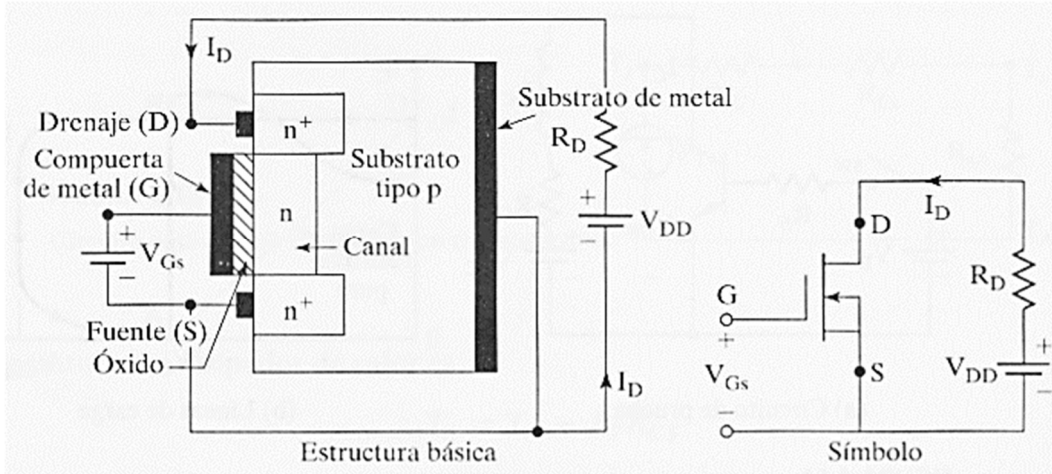 I_D
Drenaje (D)
n⁺
Substrato de metal
Compuerta
de metal (G)
Substrato
tipo p
R_D
+
V_DD
−
n
Canal
+
V_Gs
−
n⁺
Fuente (S)
Óxido
I_D
Estructura básica
I_D
D
R_D
G
+
V_Gs
−
S
+
V_DD
−
Símbolo